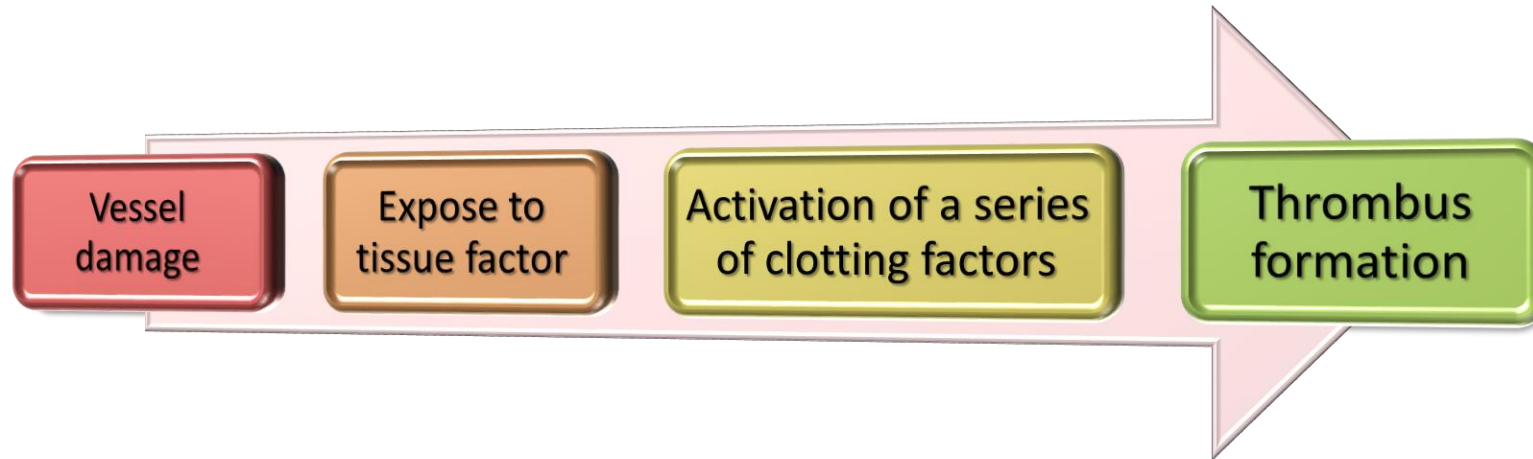 Vessel
damage
Expose to
tissue factor
Activation of a series
of clotting factors
Thrombus
formation